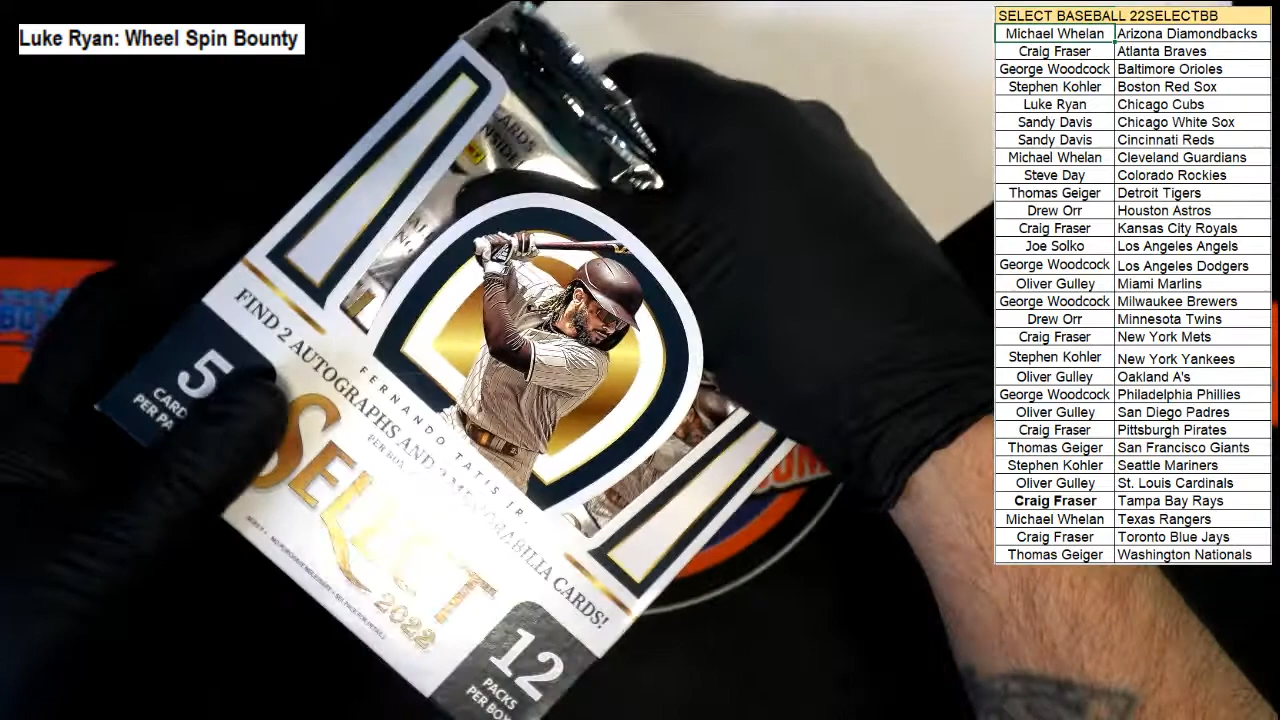 Luke Ryan: Wheel Spin Bounty
SELECT BASEBALL 22SELECTBB
Michael Whelan Arizona Diamondbacks
Craig Fraser Atlanta Braves
George Woodcock Baltimore Orioles
Stephen Kohler Boston Red Sox
Luke Ryan Chicago Cubs
Sandy Davis Chicago White Sox
Sandy Davis Cincinnati Reds
Michael Whelan Cleveland Guardians
Steve Day Colorado Rockies
Thomas Geiger Detroit Tigers
Drew Orr Houston Astros
Craig Fraser Kansas City Royals
Joe Solko Los Angeles Angels
George Woodcock Los Angeles Dodgers
Oliver Gulley Miami Marlins
George Woodcock Milwaukee Brewers
Drew Orr Minnesota Twins
Craig Fraser New York Mets
Stephen Kohler New York Yankees
Oliver Gulley Oakland A's
George Woodcock Philadelphia Phillies
Oliver Gulley San Diego Padres
Craig Fraser Pittsburgh Pirates
Thomas Geiger San Francisco Giants
Stephen Kohler Seattle Mariners
Oliver Gulley St. Louis Cardinals
Craig Fraser Tampa Bay Rays
Michael Whelan Texas Rangers
Craig Fraser Toronto Blue Jays
Thomas Geiger Washington Nationals
CARDS
FERNANDO TATIS JR.
FIND 2 AUTOGRAPHS AND 2 MEMORABILIA CARDS!
PER BOX
5
CARD
PER PA
SELECT
2022
12
PACKS
PER BOX